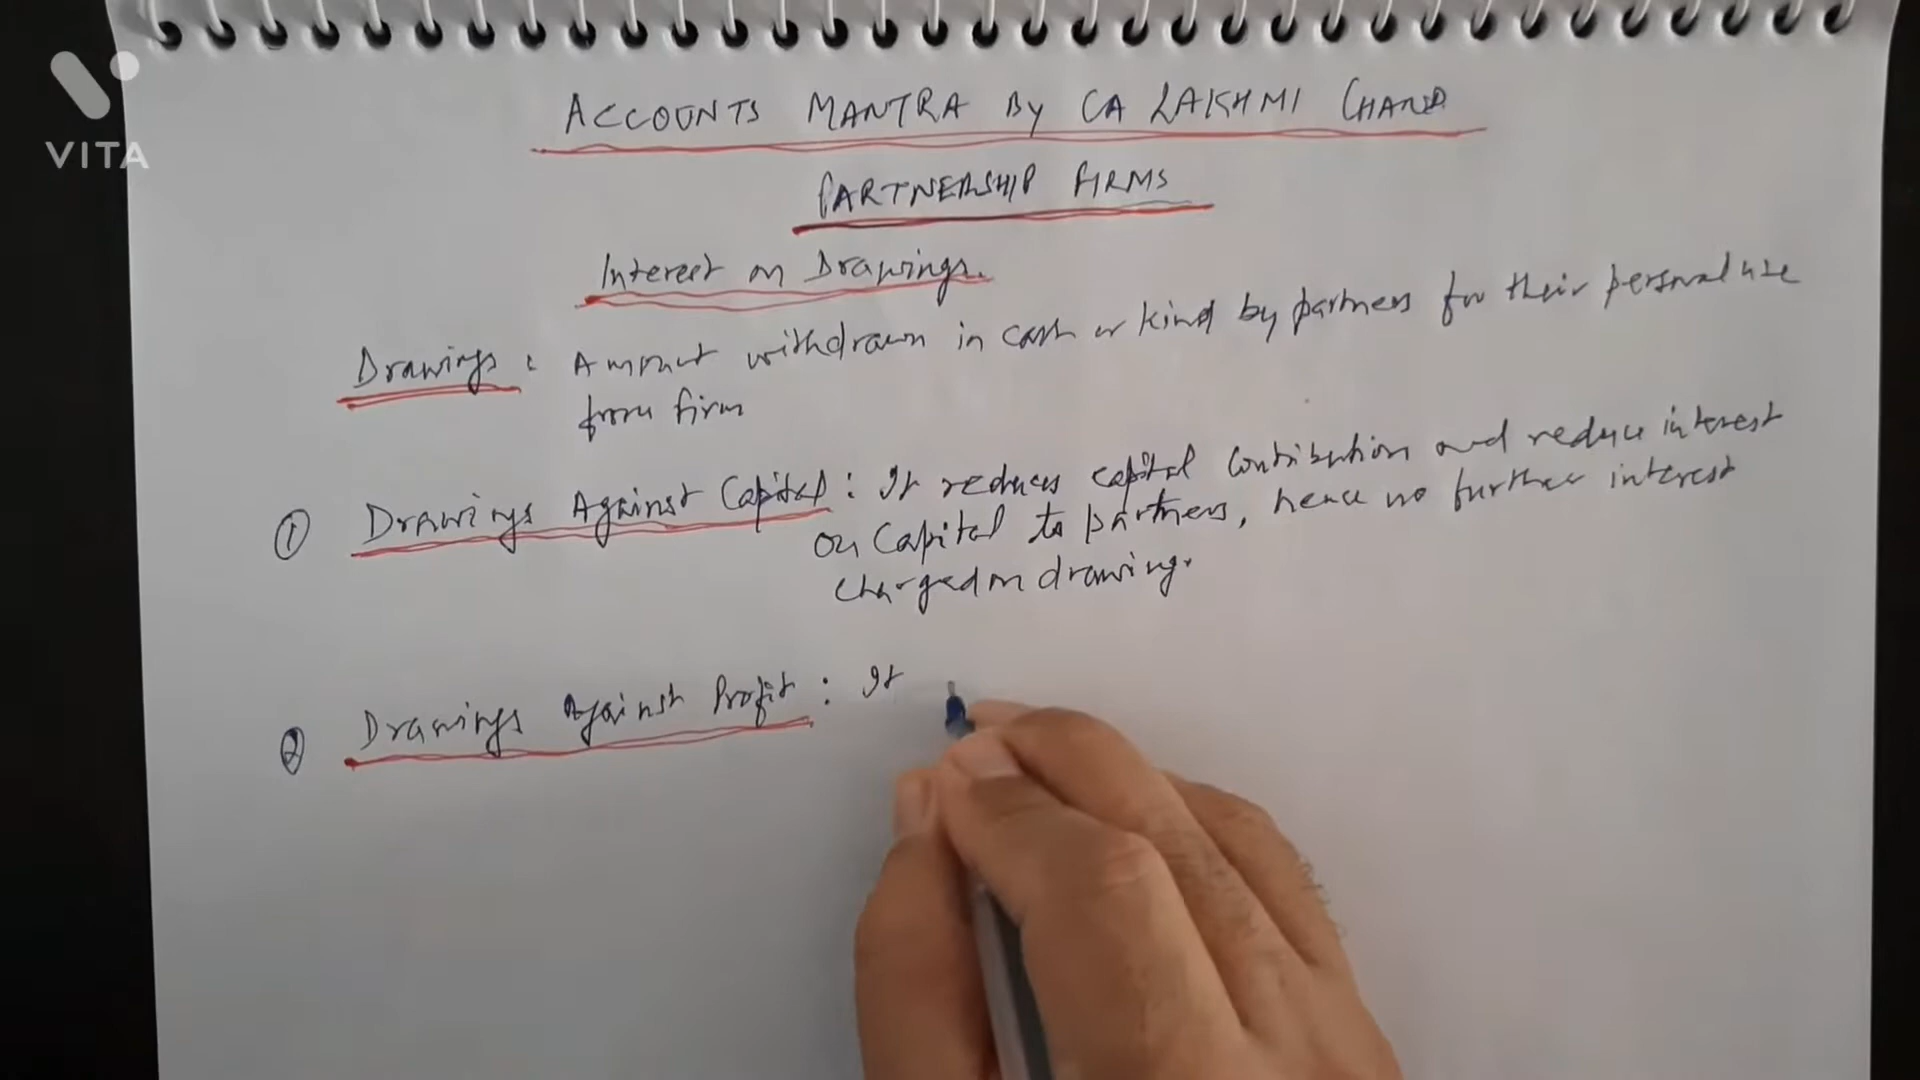 VITA
ACCOUNTS MANTRA BY CA LAKHMI CHAND
PARTNERSHIP FIRMS
Interest on Drawings.
Drawings : Amount withdrawn in cash or kind by partners for their personal use
from firm
① Drawings Against Capital : It reduces capital contribution and reduce interest
on Capital to partners, hence no further interest
charged on drawing.
② Drawings Against Profit : It